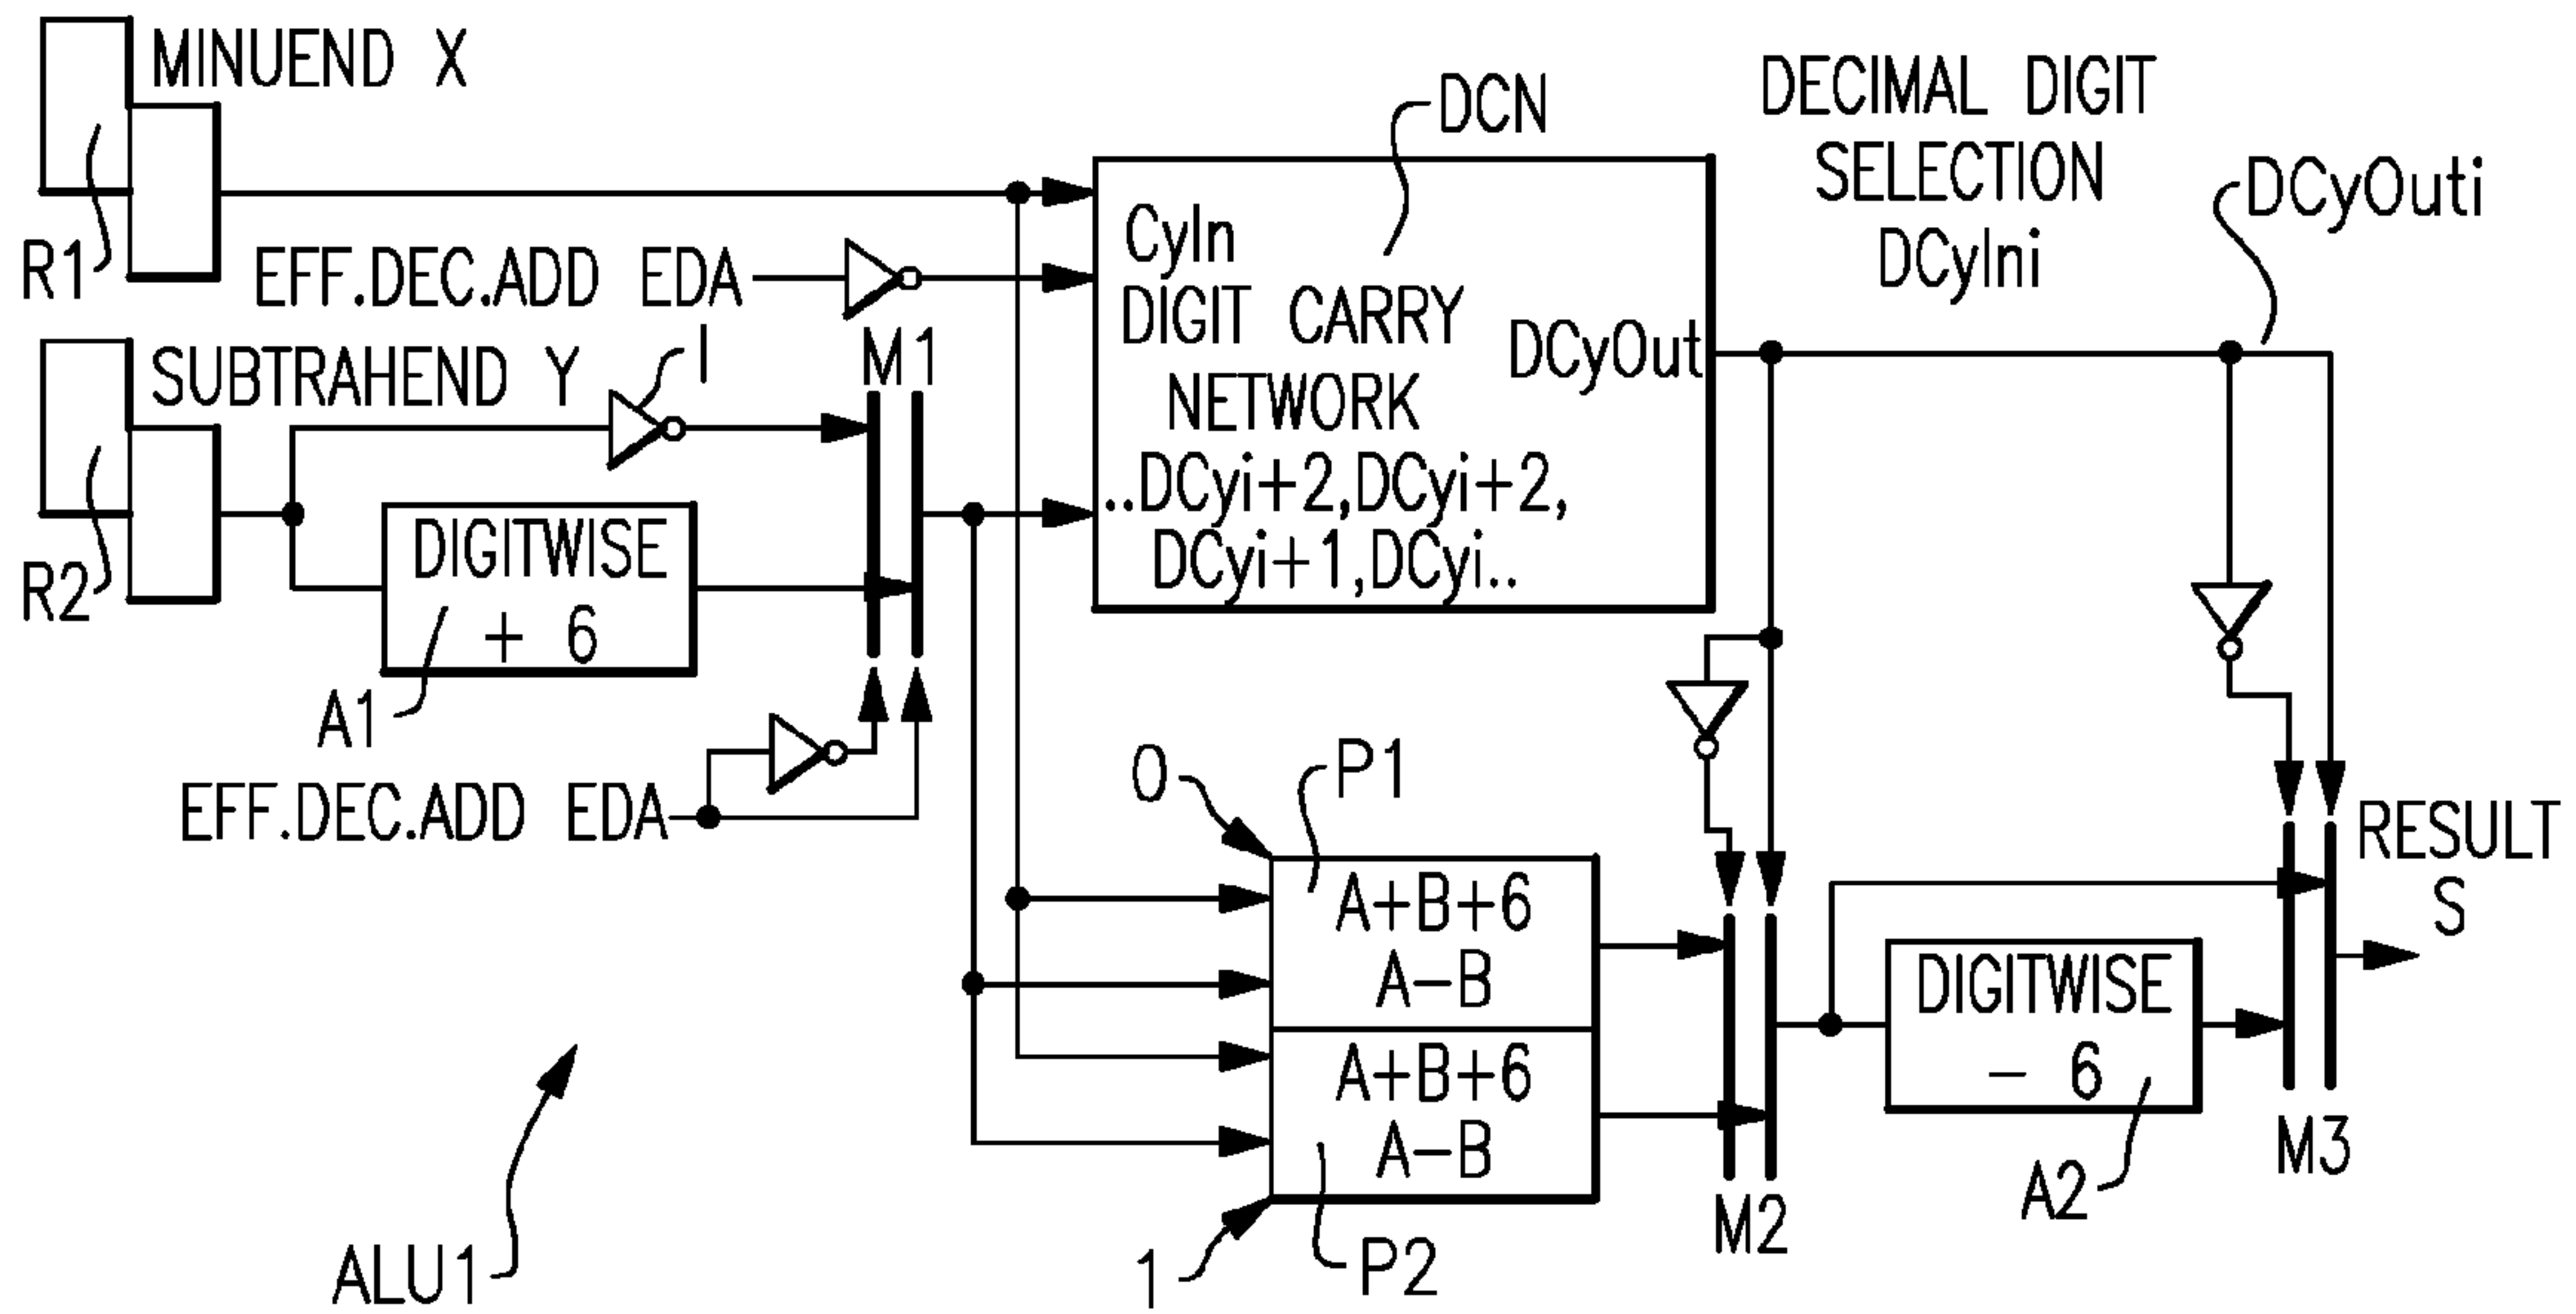 MINUEND X
R1
EFF.DEC.ADD EDA
SUBTRAHEND Y
I
M1
R2
DIGITWISE
+ 6
A1
EFF.DEC.ADD EDA
DCN
CyIn
DIGIT CARRY
NETWORK
DCyOut
..DCyi+2,DCyi+2,
DCyi+1,DCyi..
DECIMAL DIGIT
SELECTION
DCyIni
DCyOuti
0
P1
A+B+6
A-B
A+B+6
A-B
1
P2
M2
DIGITWISE
- 6
A2
M3
RESULT
S
ALU1